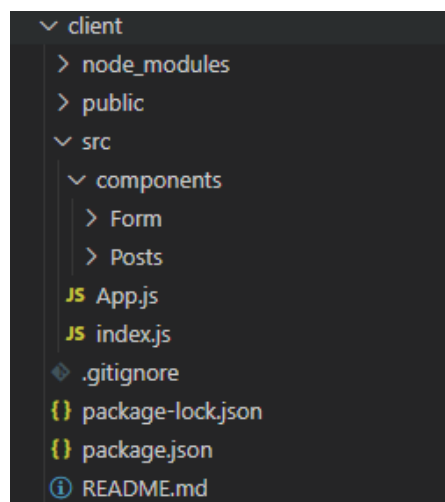 client
node_modules
public
src
components
Form
Posts
JS App.js
JS index.js
.gitignore
{} package-lock.json
{} package.json
README.md